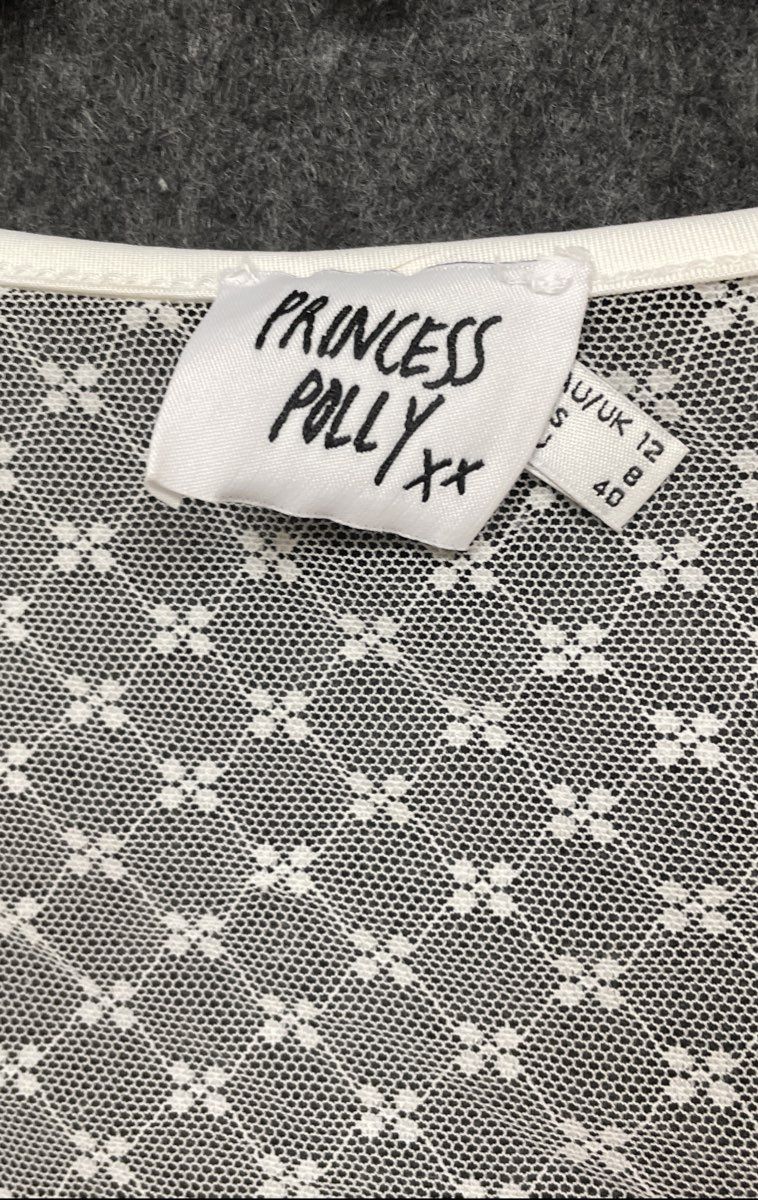 PRINCESS
POLLY xx
AU/UK 12
S 8
40